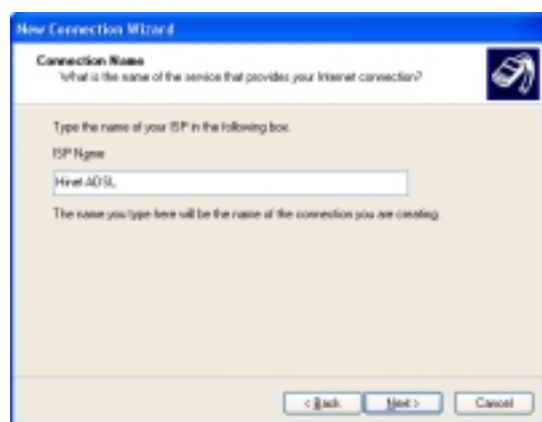 New Connection Wizard
Connection Name
What is the name of the service that provides your Internet connection?
Type the name of your ISP in the following box.
ISP Name
Hinet ADSL
The name you type here will be the name of the connection you are creating.
< Back
Next >
Cancel